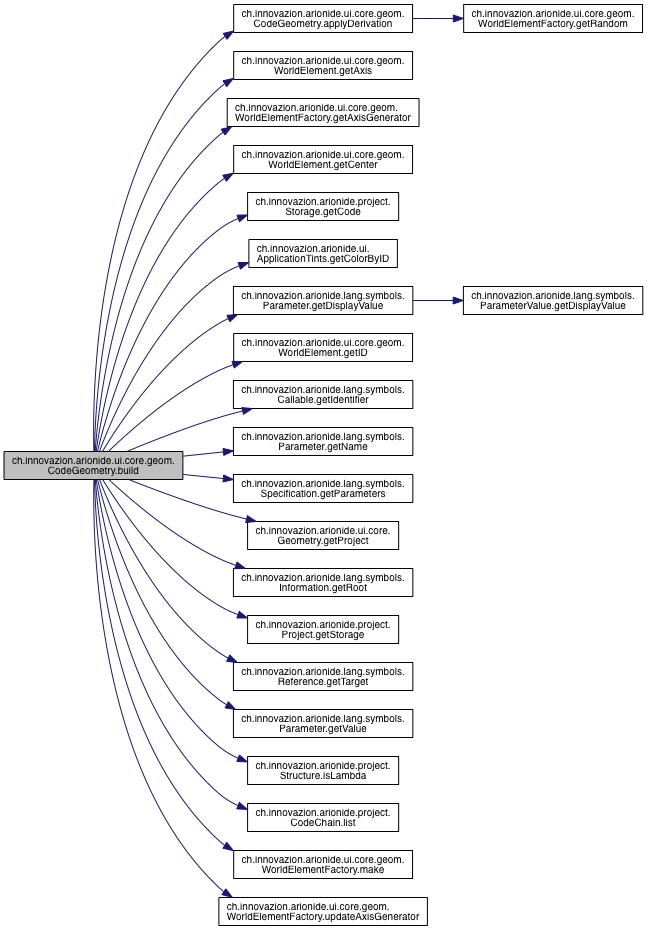 ch.innovazion.arionide.ui.core.geom.
CodeGeometry.applyDerivation
ch.innovazion.arionide.ui.core.geom.
WorldElementFactory.getRandom
ch.innovazion.arionide.ui.core.geom.
WorldElement.getAxis
ch.innovazion.arionide.ui.core.geom.
WorldElementFactory.getAxisGenerator
ch.innovazion.arionide.ui.core.geom.
WorldElement.getCenter
ch.innovazion.arionide.project.
Storage.getCode
ch.innovazion.arionide.ui.
ApplicationTints.getColorByID
ch.innovazion.arionide.lang.symbols.
Parameter.getDisplayValue
ch.innovazion.arionide.lang.symbols.
ParameterValue.getDisplayValue
ch.innovazion.arionide.ui.core.geom.
WorldElement.getID
ch.innovazion.arionide.lang.symbols.
Callable.getIdentifier
ch.innovazion.arionide.lang.symbols.
Parameter.getName
ch.innovazion.arionide.ui.core.geom.
CodeGeometry.build
ch.innovazion.arionide.lang.symbols.
Specification.getParameters
ch.innovazion.arionide.ui.core.
Geometry.getProject
ch.innovazion.arionide.lang.symbols.
Information.getRoot
ch.innovazion.arionide.project.
Project.getStorage
ch.innovazion.arionide.lang.symbols.
Reference.getTarget
ch.innovazion.arionide.lang.symbols.
Parameter.getValue
ch.innovazion.arionide.project.
Structure.isLambda
ch.innovazion.arionide.project.
CodeChain.list
ch.innovazion.arionide.ui.core.geom.
WorldElementFactory.make
ch.innovazion.arionide.ui.core.geom.
WorldElementFactory.updateAxisGenerator